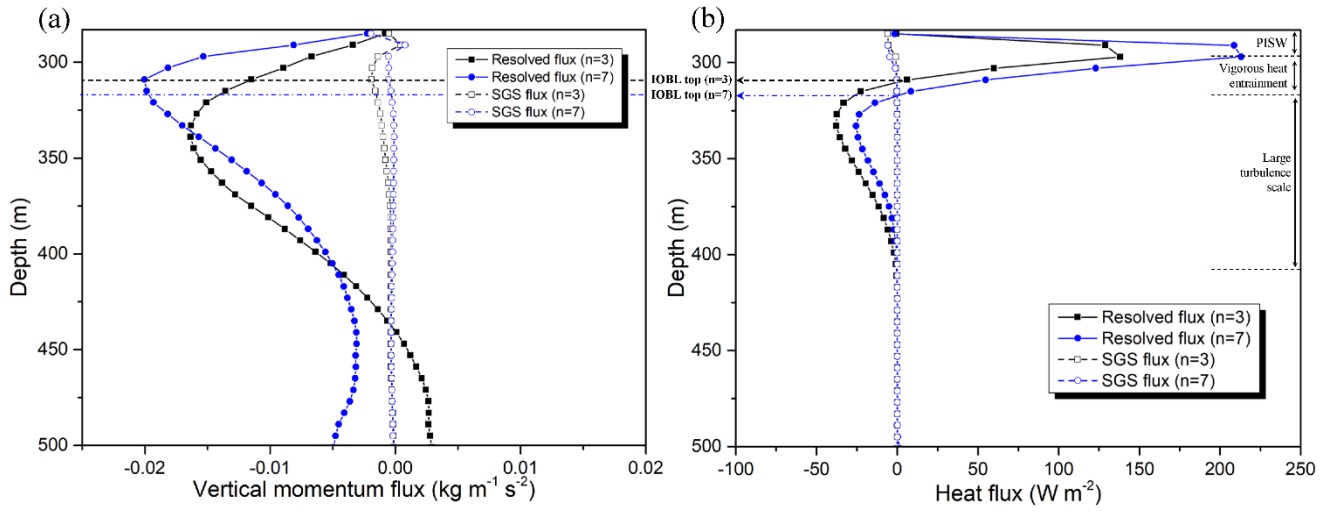 (a)
Depth (m)
300
350
400
450
500
-0.02
-0.01
0.00
0.01
0.02
Vertical momentum flux (kg m⁻¹ s⁻²)
Resolved flux (n=3)
Resolved flux (n=7)
SGS flux (n=3)
SGS flux (n=7)
IOBL top (n=3)
IOBL top (n=7)
(b)
Depth (m)
300
350
400
450
500
-100
-50
0
50
100
150
200
250
Heat flux (W m⁻²)
PISW
Vigorous heat
entrainment
Large
turbulence
scale
Resolved flux (n=3)
Resolved flux (n=7)
SGS flux (n=3)
SGS flux (n=7)